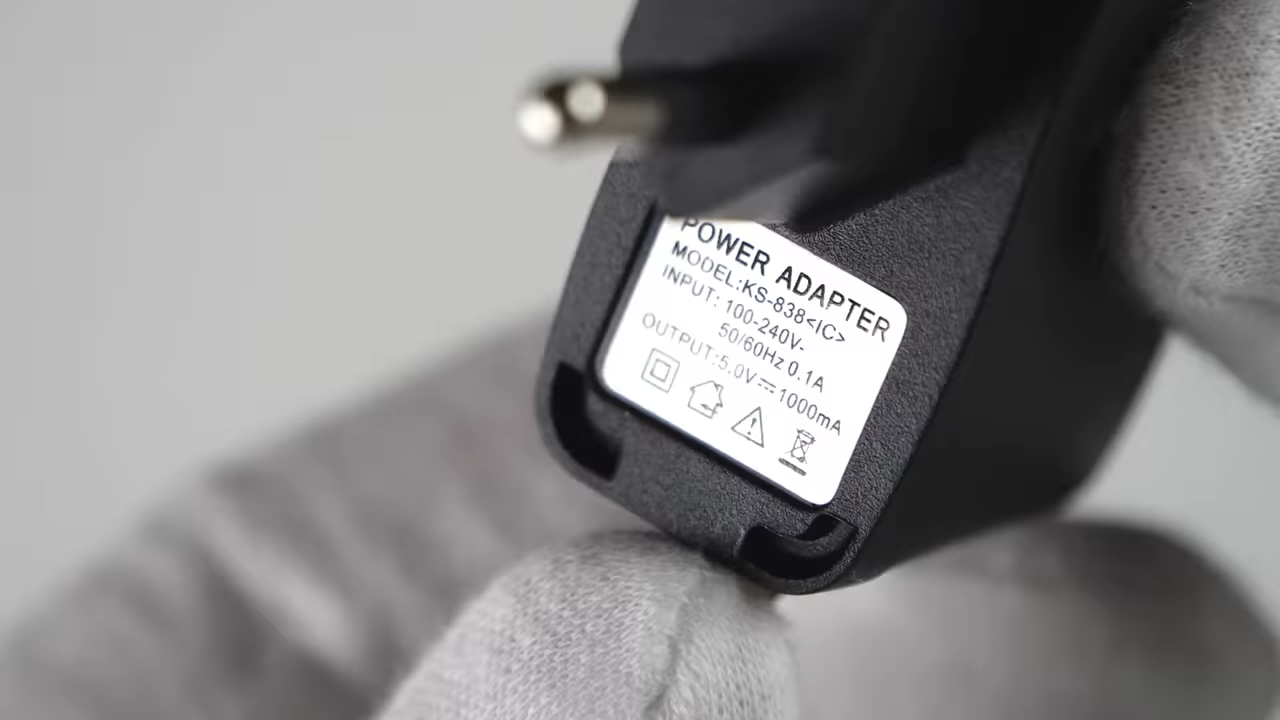 POWER ADAPTER
MODEL:KS-838<IC>
INPUT: 100-240V-
50/60Hz 0.1A
OUTPUT:5.0V⎓1000mA